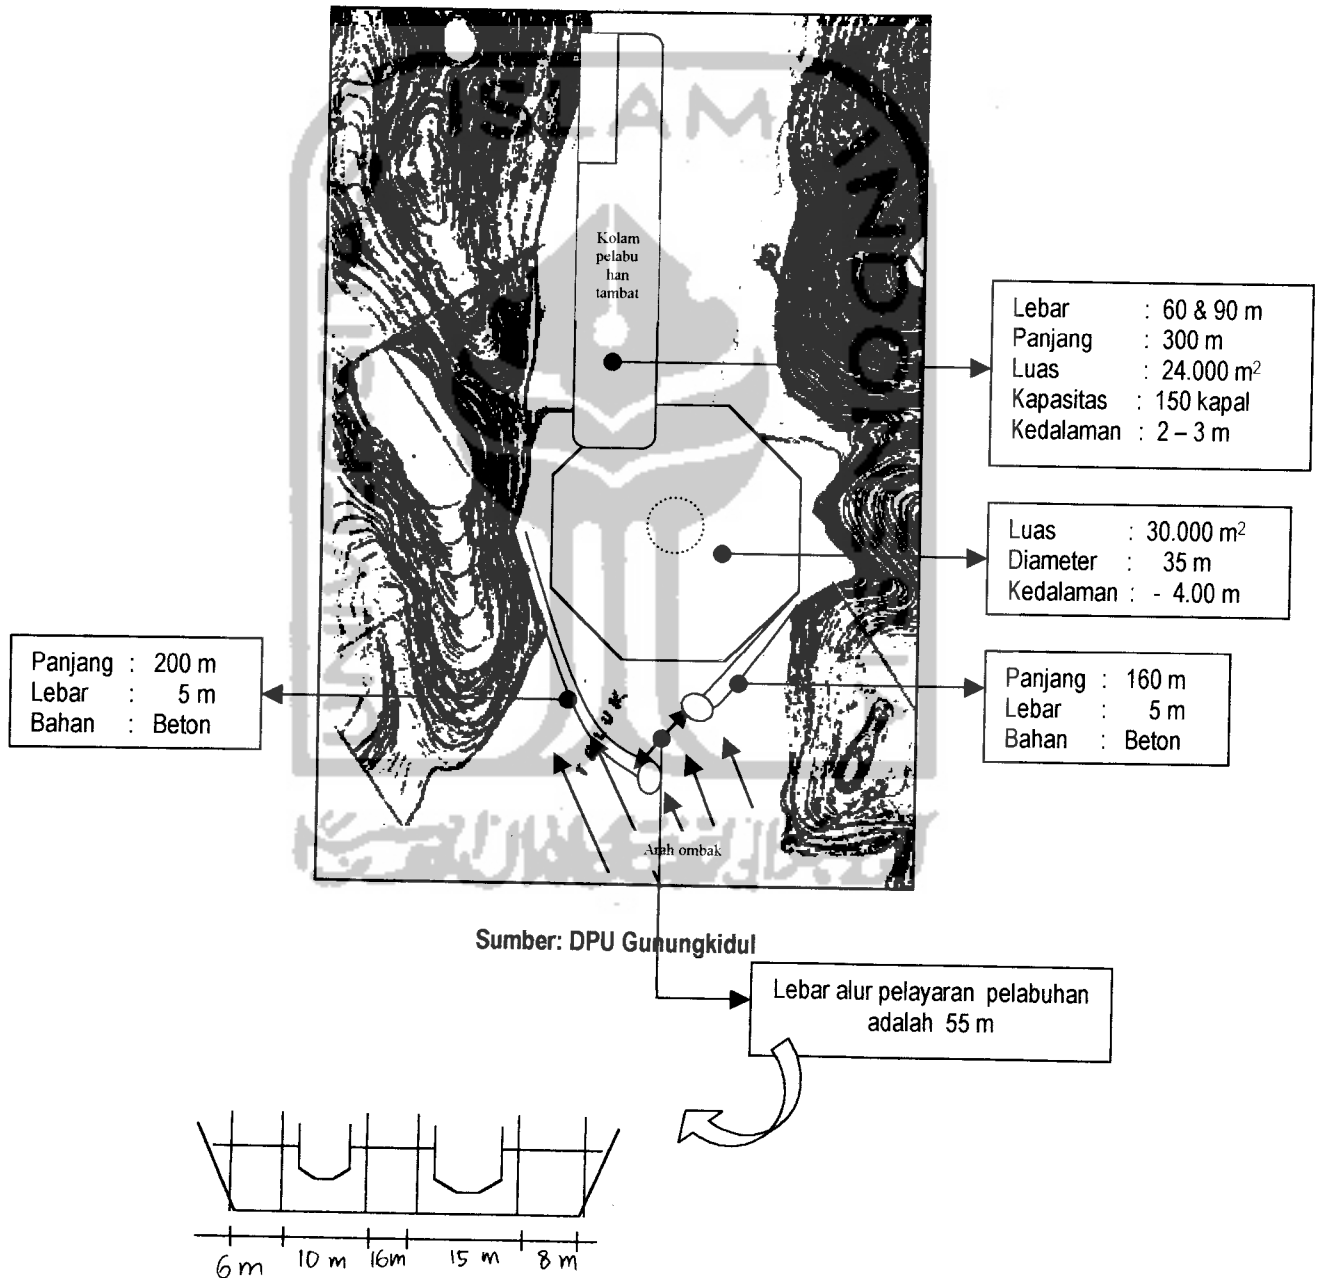 ISLAM
INDONESIA
Kolam
pelabu
han
tambat
Lebar : 60 & 90 m
Panjang : 300 m
Luas : 24.000 m²
Kapasitas : 150 kapal
Kedalaman : 2 – 3 m
Luas : 30.000 m²
Diameter : 35 m
Kedalaman : - 4.00 m
Panjang : 200 m
Lebar : 5 m
Bahan : Beton
Panjang : 160 m
Lebar : 5 m
Bahan : Beton
Arah ombak
Sumber: DPU Gunungkidul
Lebar alur pelayaran pelabuhan
adalah 55 m
6 m 10 m 16m 15 m 8 m